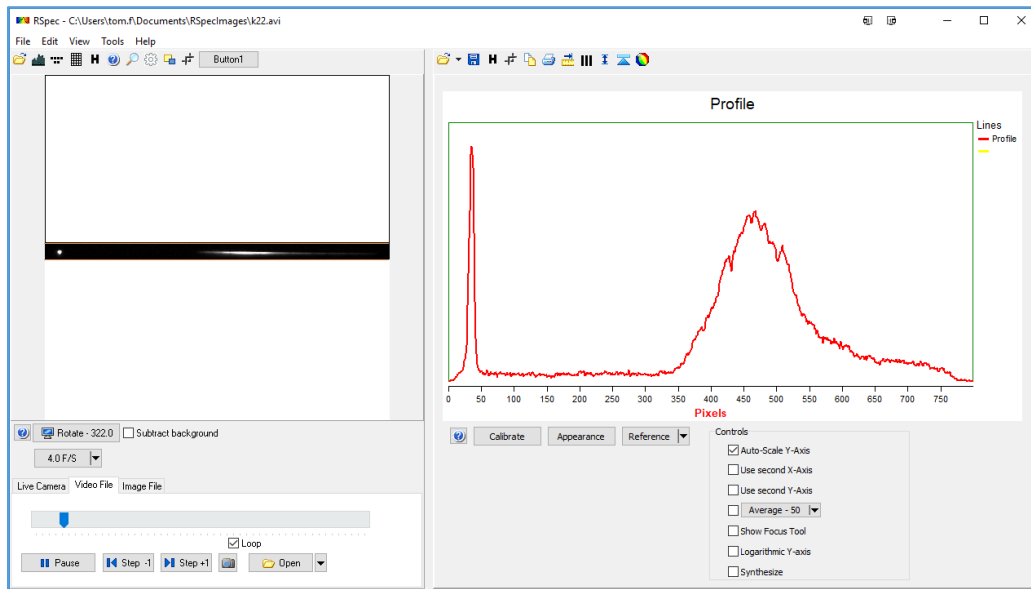 RSpec - C:\Users\tom.f\Documents\RSpecImages\k22.avi
File Edit View Tools Help
H Button1
H
Profile
Lines
Profile
0 50 100 150 200 250 300 350 400 450 500 550 600 650 700 750
Pixels
Rotate - 322.0 Subtract background
4.0 F/S
Live Camera Video File Image File
Loop
Pause Step -1 Step +1 Open
Calibrate Appearance Reference
Controls
Auto-Scale Y-Axis
Use second X-Axis
Use second Y-Axis
Average - 50
Show Focus Tool
Logarithmic Y-axis
Synthesize